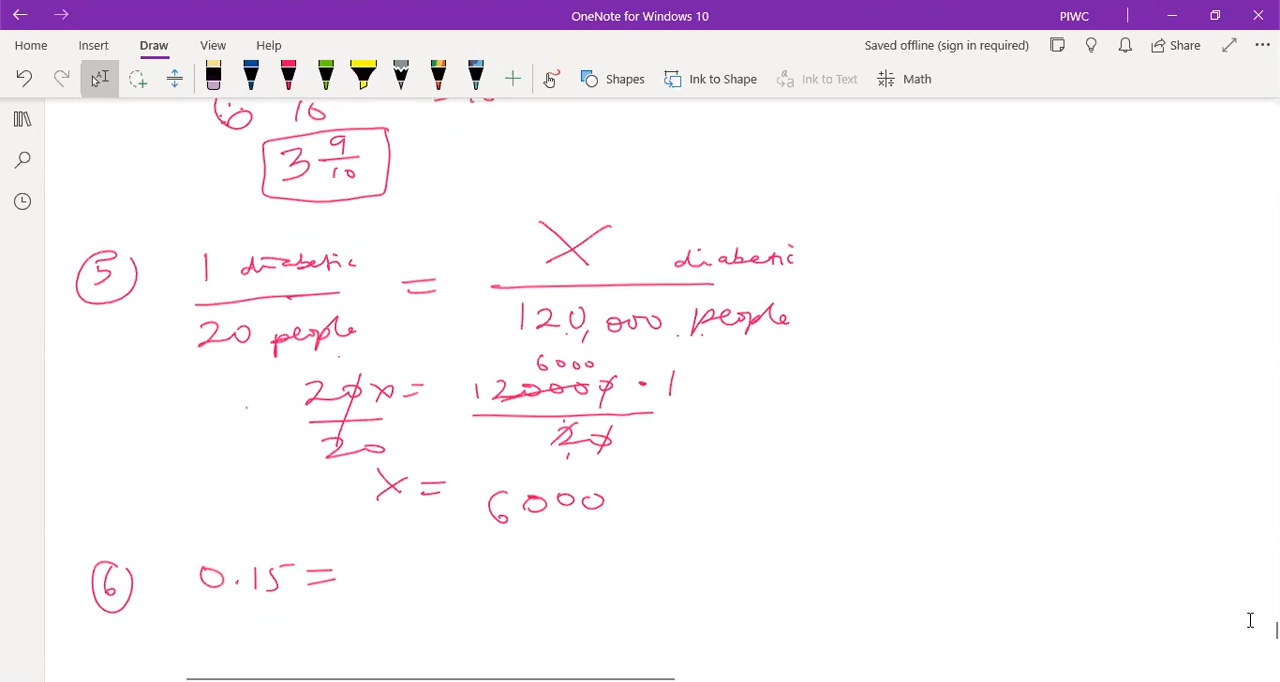 OneNote for Windows 10
PIWC
Home Insert Draw View Help
Saved offline (sign in required)
Share
Shapes
Ink to Shape
Ink to Text
Math
10
3 9/10
5 1 diabetic = X diabetic
20 people 120,000 people
6000
20x = 120000 · 1
20 20
x = 6000
6 0.15 =